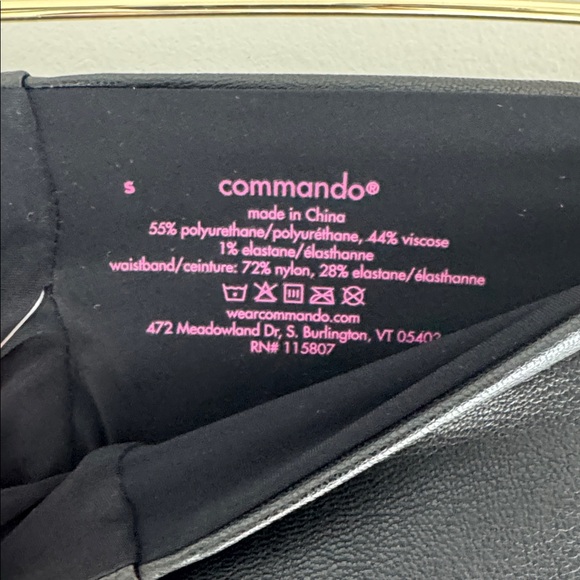 S
commando®
made in China
55% polyurethane/polyuréthane, 44% viscose
1% elastane/élasthanne
waistband/ceinture: 72% nylon, 28% elastane/élasthanne
wearcommando.com
472 Meadowland Dr, S. Burlington, VT
RN# 115807